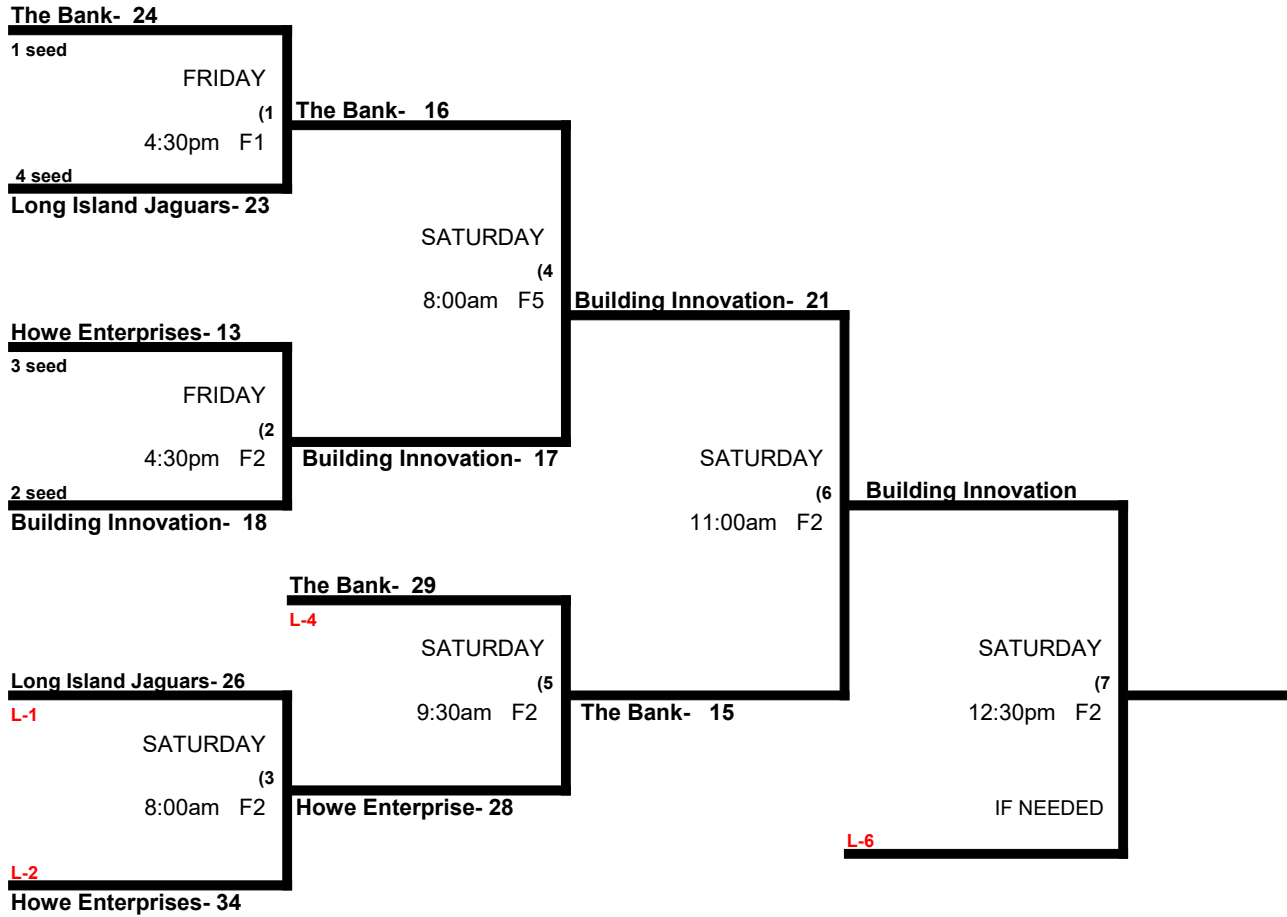 The Bank-  24
1 seed
FRIDAY
(1
The Bank-   16
4:30pm   F1
4 seed
Long Island Jaguars- 23
SATURDAY
(4
8:00am   F5
Building Innovation-  21
Howe Enterprises- 13
3 seed
FRIDAY
(2
4:30pm   F2
Building Innovation-  17
SATURDAY
(6
Building Innovation
2 seed
Building Innovation-  18
11:00am   F2
The Bank-  29
L-4
SATURDAY
(5
9:30am   F2
The Bank-  15
SATURDAY
(7
12:30pm   F2
Long Island Jaguars- 26
L-1
SATURDAY
(3
8:00am   F2
Howe Enterprise- 28
IF NEEDED
L-6
L-2
Howe Enterprises- 34